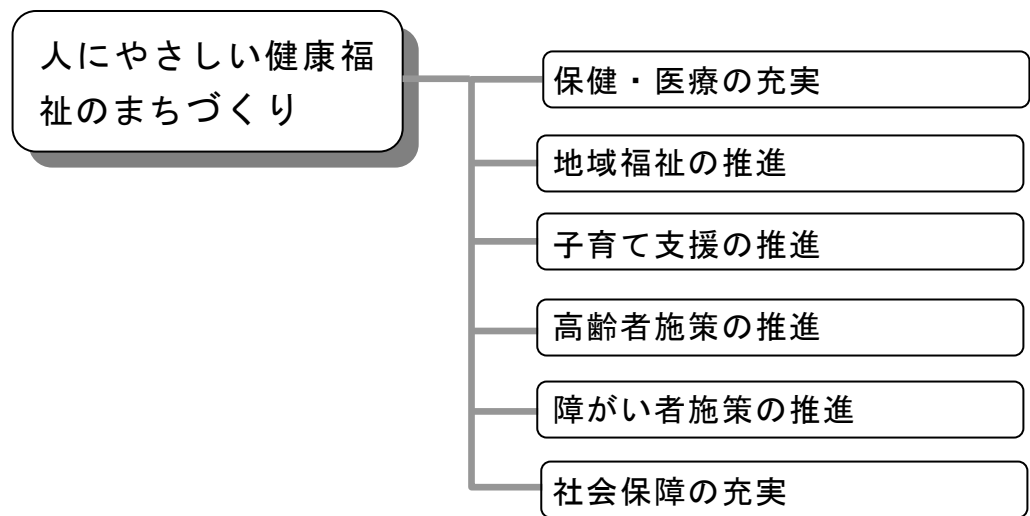 人にやさしい健康福
祉のまちづくり
保健・医療の充実
地域福祉の推進
子育て支援の推進
高齢者施策の推進
障がい者施策の推進
社会保障の充実